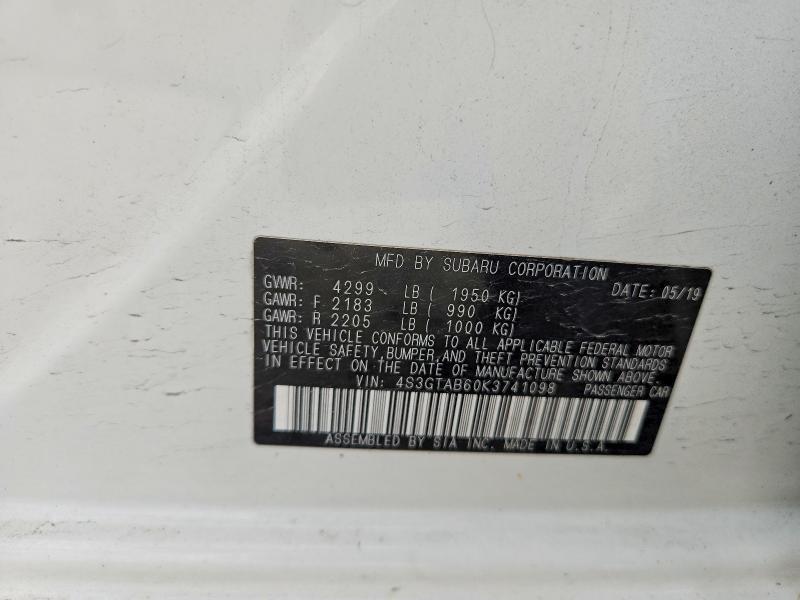 MFD BY SUBARU CORPORATION
GVWR: 4299 LB ( 1950 KG) DATE: 05/19
GAWR: F 2183 LB ( 990 KG)
GAWR: R 2205 LB ( 1000 KG)
THIS VEHICLE CONFORMS TO ALL APPLICABLE FEDERAL MOTOR
VEHICLE SAFETY, BUMPER, AND THEFT PREVENTION STANDARDS
IN EFFECT ON THE DATE OF MANUFACTURE SHOWN ABOVE.
VIN: 4S3GTAB60K3741098 PASSENGER CAR
ASSEMBLED BY SIA INC. MADE IN U.S.A.